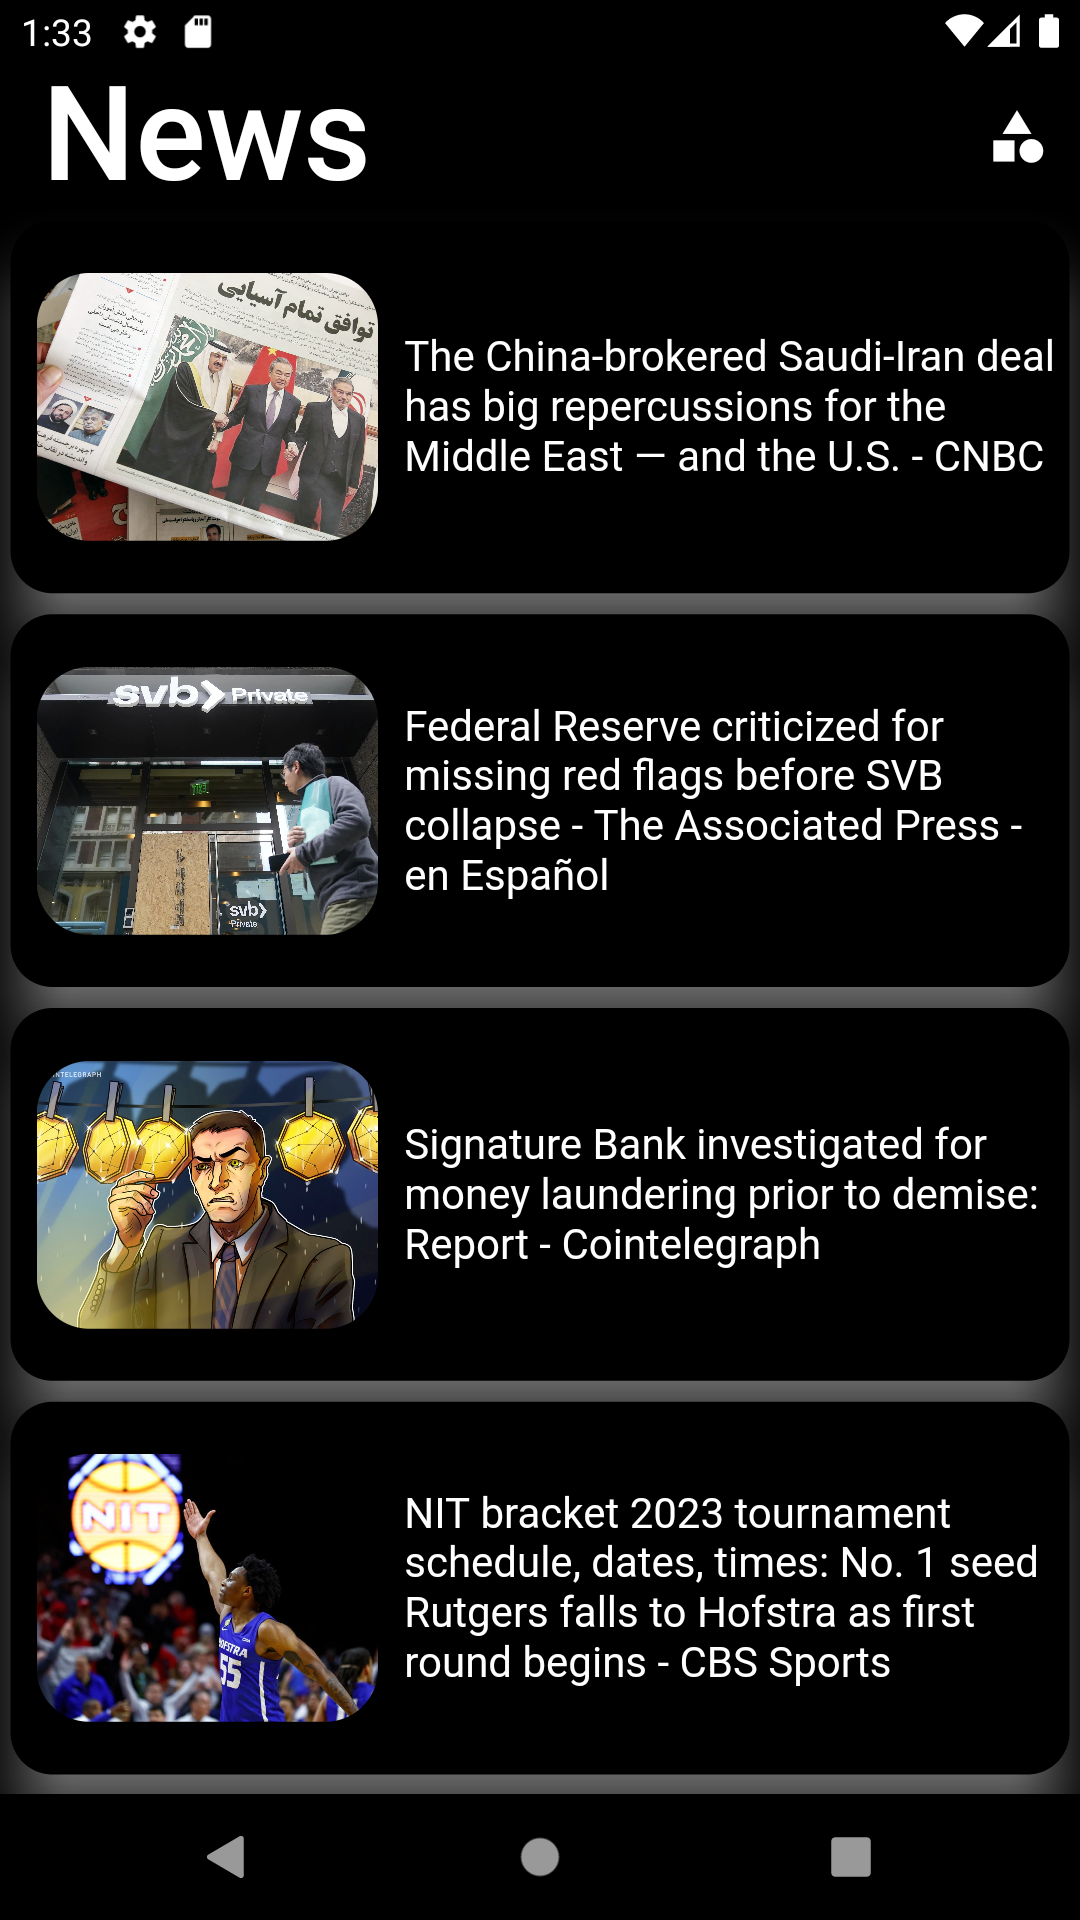 1:33
News
توافق تمام آسیایی
The China-brokered Saudi-Iran deal
has big repercussions for the
Middle East — and the U.S. - CNBC
svb> Private
svb>
Private
Federal Reserve criticized for
missing red flags before SVB
collapse - The Associated Press -
en Español
NTELEGRAPH
Signature Bank investigated for
money laundering prior to demise:
Report - Cointelegraph
NIT
HOFSTRA
55
NIT bracket 2023 tournament
schedule, dates, times: No. 1 seed
Rutgers falls to Hofstra as first
round begins - CBS Sports